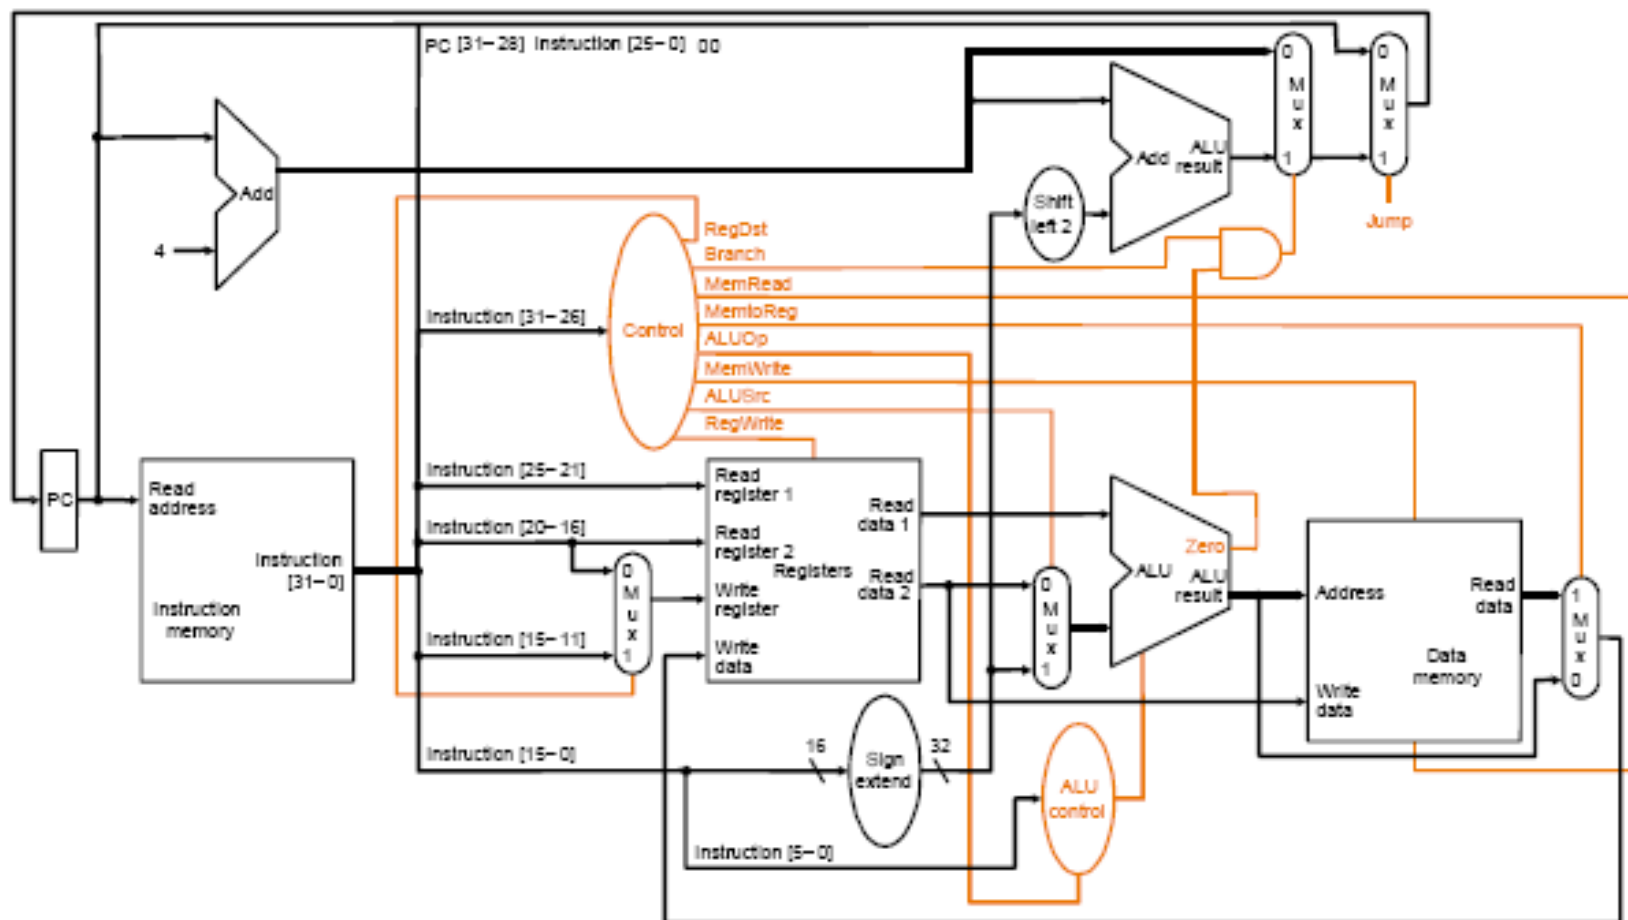 PC [31-28] Instruction [25-0] 00
0
M
u
x
1
0
M
u
x
1
Add
ALU
result
Add
4
Shift
left 2
Jump
RegDst
Branch
MemRead
MemtoReg
ALUOp
MemWrite
ALUSrc
RegWrite
Instruction [31-26]
Control
PC
Read
address
Instruction
[31-0]
Instruction
memory
Instruction [25-21]
Instruction [20-16]
Instruction [15-11]
0
M
u
x
1
Read
register 1
Read
register 2
Write
register
Write
data
Registers
Read
data 1
Read
data 2
0
M
u
x
1
Zero
ALU
ALU
result
Address
Read
data
Data
memory
Write
data
1
M
u
x
0
Instruction [15-0]
16
Sign
extend
32
ALU
control
Instruction [5-0]